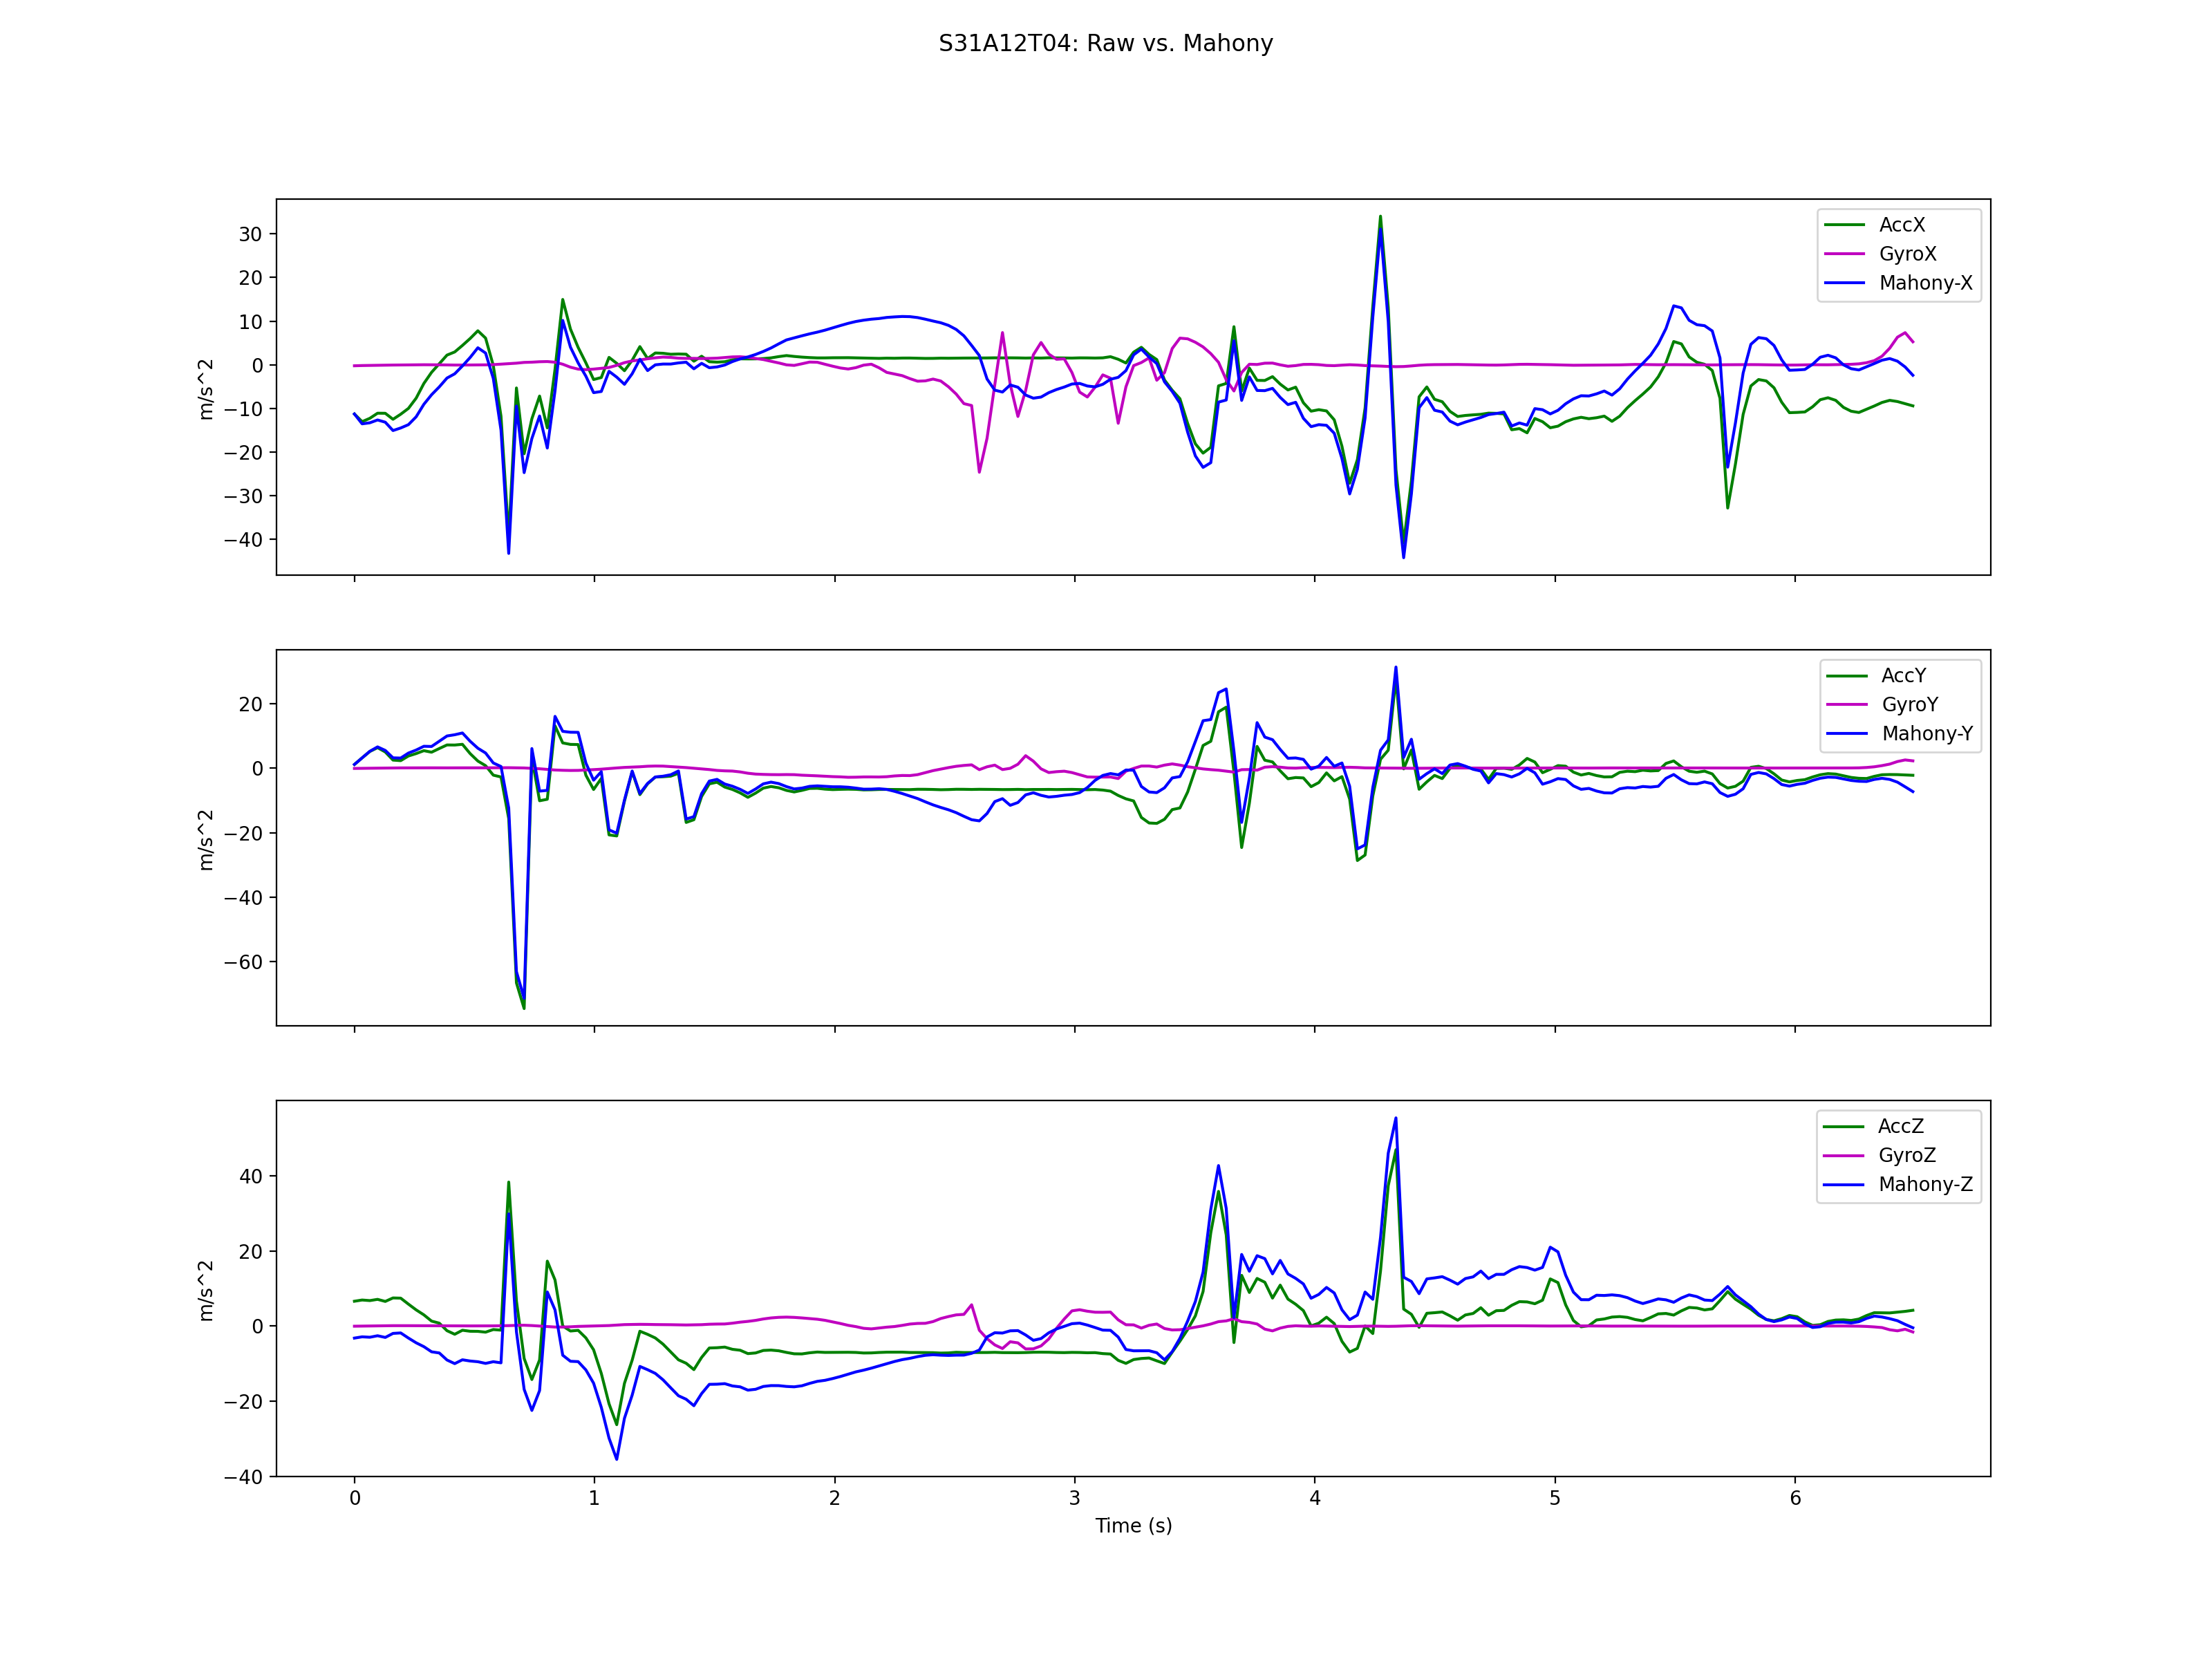 S31A12T04: Raw vs. Mahony
30
20
10
0
−10
−20
−30
−40
m/s^2
AccX
GyroX
Mahony-X
20
0
−20
−40
−60
m/s^2
AccY
GyroY
Mahony-Y
40
20
0
−20
−40
m/s^2
AccZ
GyroZ
Mahony-Z
0 1 2 3 4 5 6
Time (s)